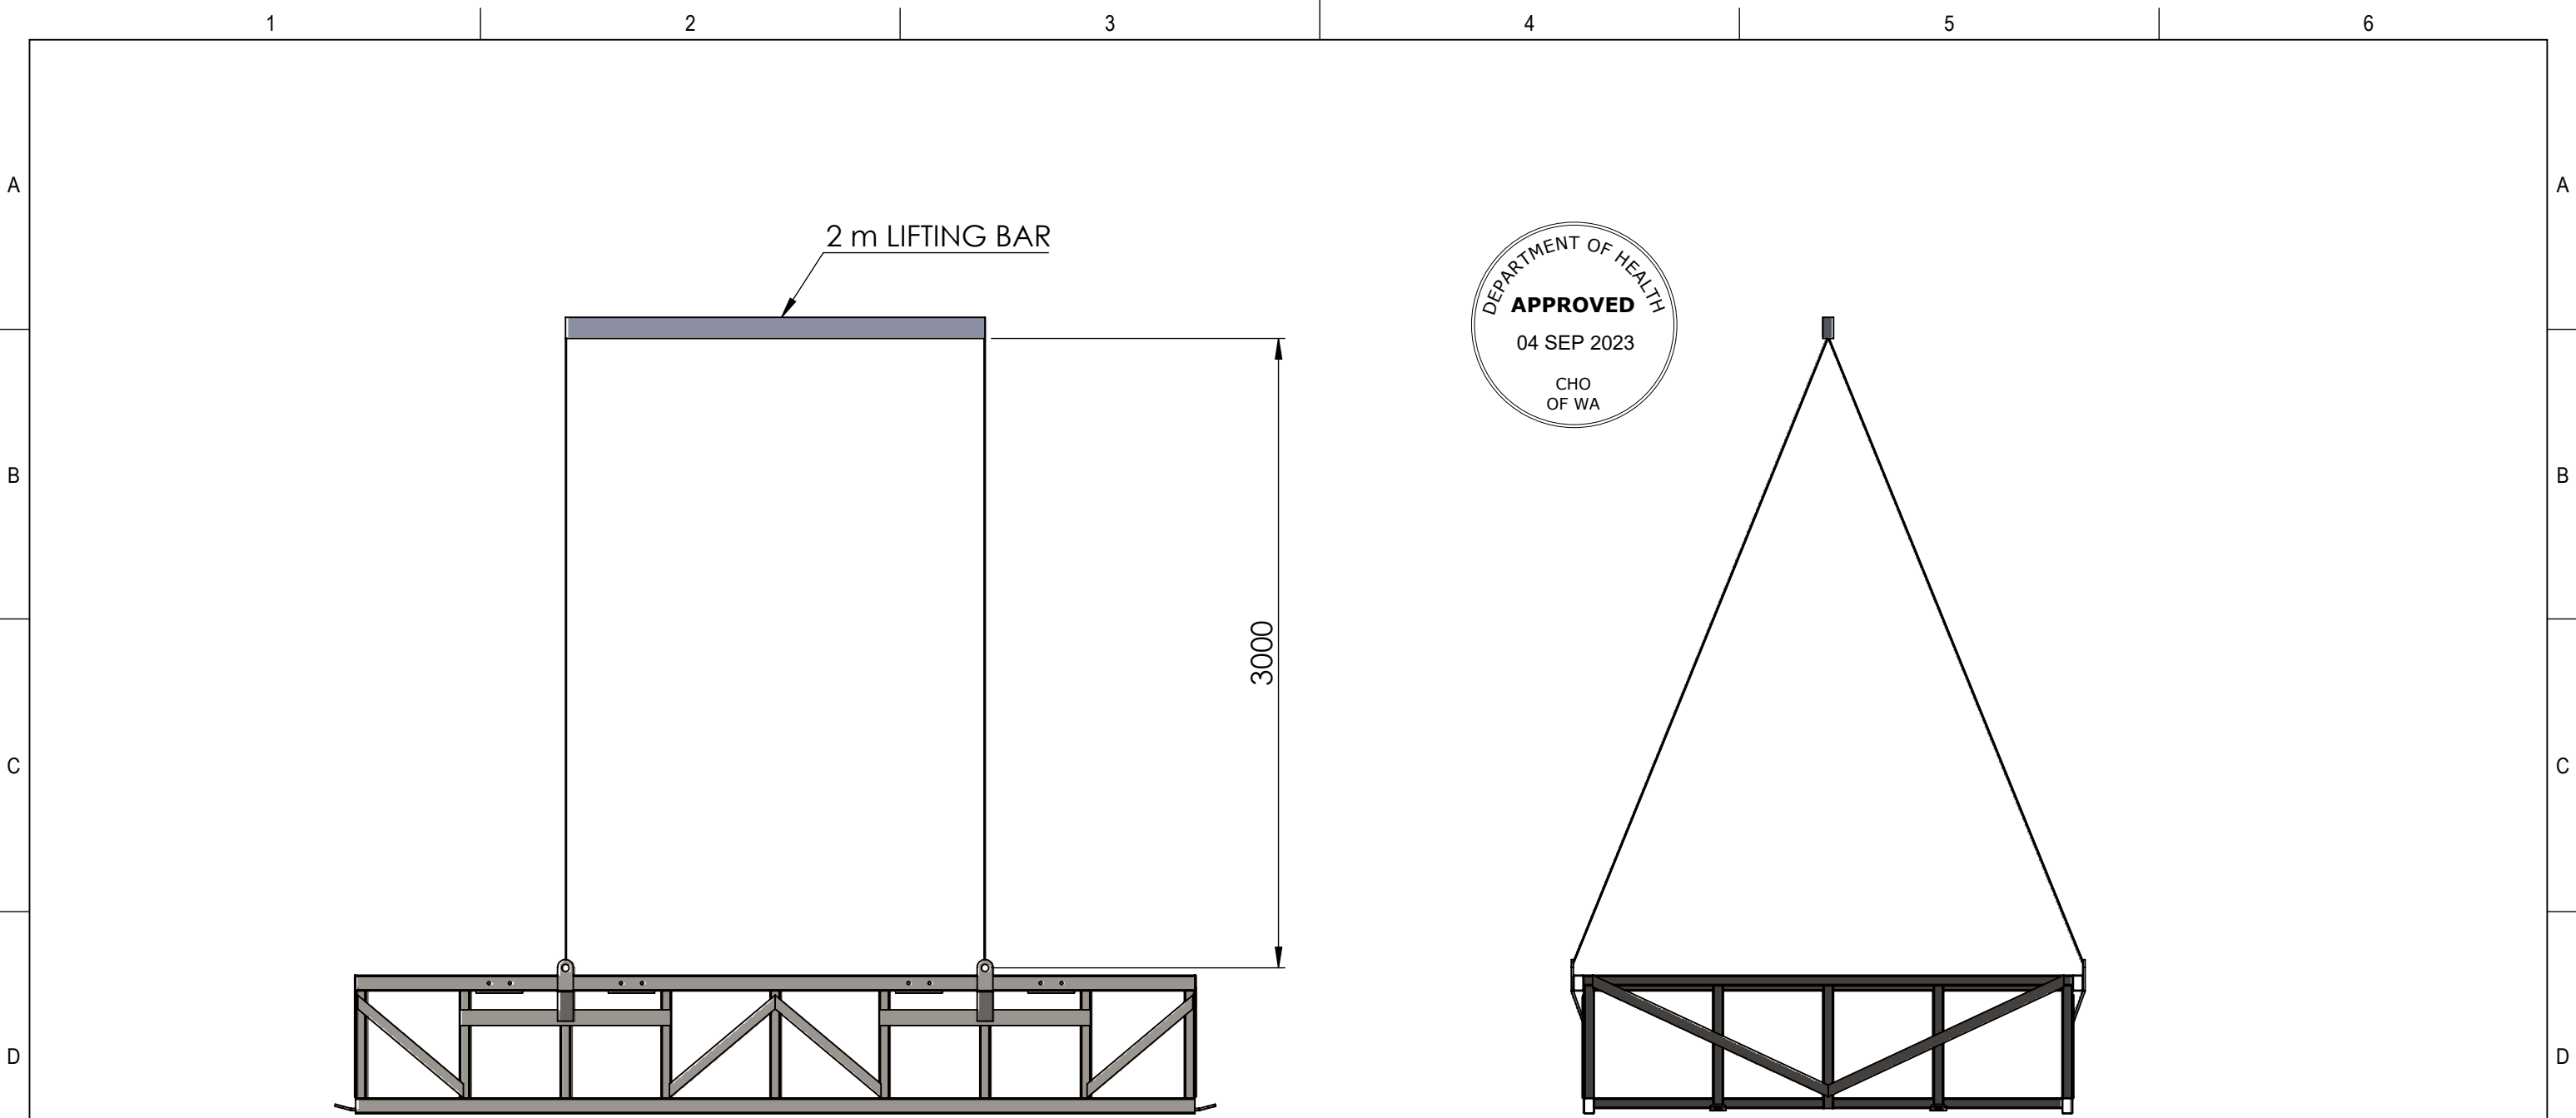 1 2 3 4 5 6
A A
2 m LIFTING BAR
DEPARTMENT OF HEALTH
APPROVED
04 SEP 2023
CHO
OF WA
B B
3000
C C
D D